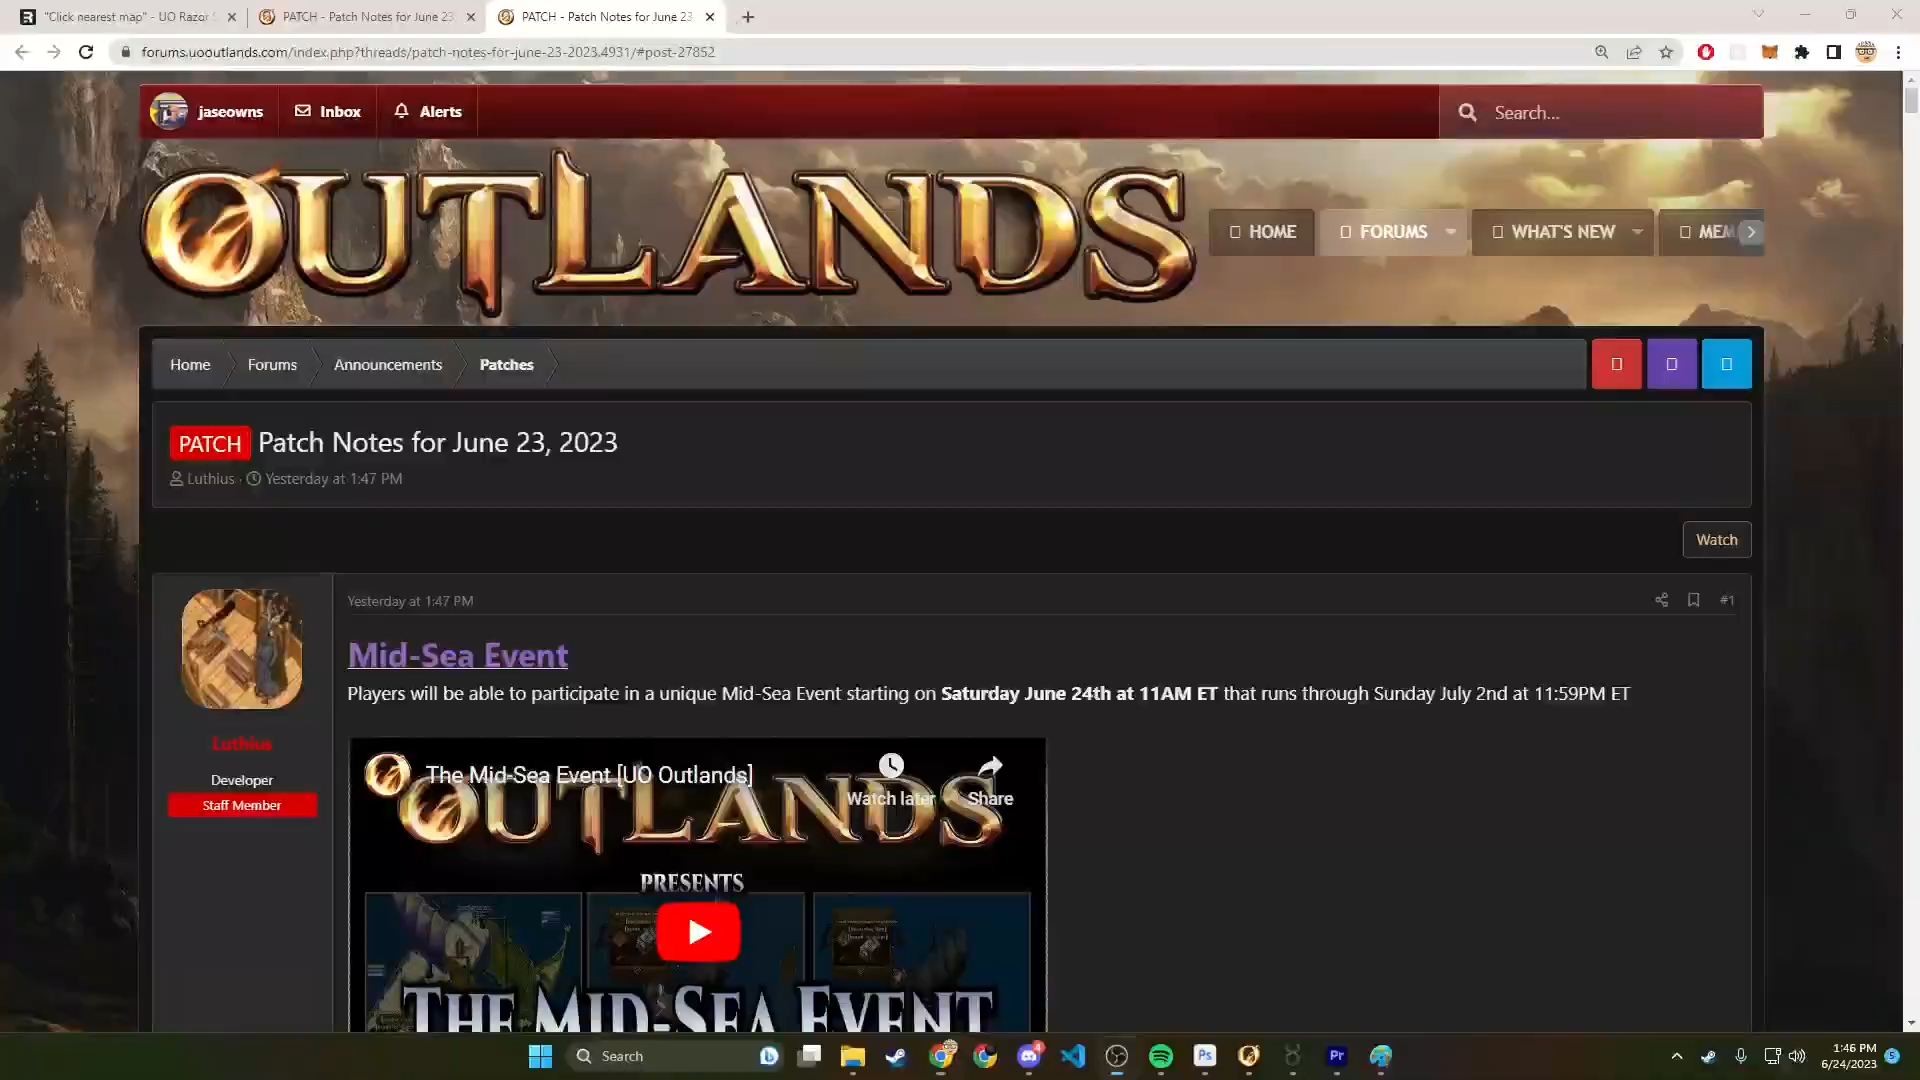 "Click nearest map" - UO Razor S
PATCH - Patch Notes for June 23
PATCH - Patch Notes for June 23
forums.uooutlands.com/index.php?threads/patch-notes-for-june-23-2023.4931/#post-27852
jaseowns
Inbox
Alerts
Search...
OUTLANDS
HOME
FORUMS
WHAT'S NEW
MEM
Home
Forums
Announcements
Patches
PATCH Patch Notes for June 23, 2023
Luthius · Yesterday at 1:47 PM
Watch
Yesterday at 1:47 PM
#1
Mid-Sea Event
Players will be able to participate in a unique Mid-Sea Event starting on Saturday June 24th at 11AM ET that runs through Sunday July 2nd at 11:59PM ET
Luthius
Developer
Staff Member
The Mid-Sea Event [UO Outlands]
Watch later
Share
OUTLANDS
PRESENTS
THE MID-SEA EVENT
Search
4
Ps
Pr
1:46 PM
6/24/2023
5